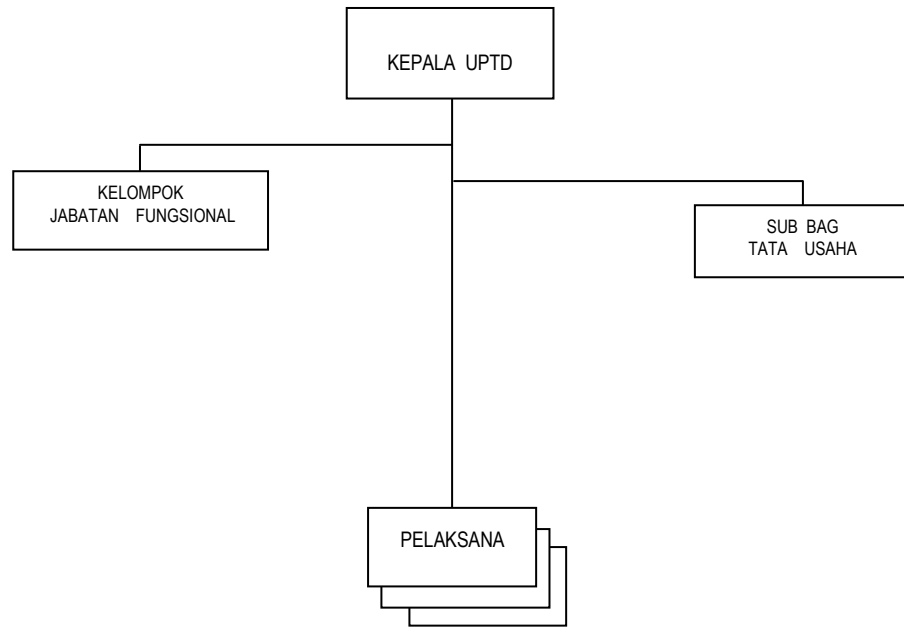 KEPALA UPTD
KELOMPOK
JABATAN FUNGSIONAL
SUB BAG
TATA USAHA
PELAKSANA